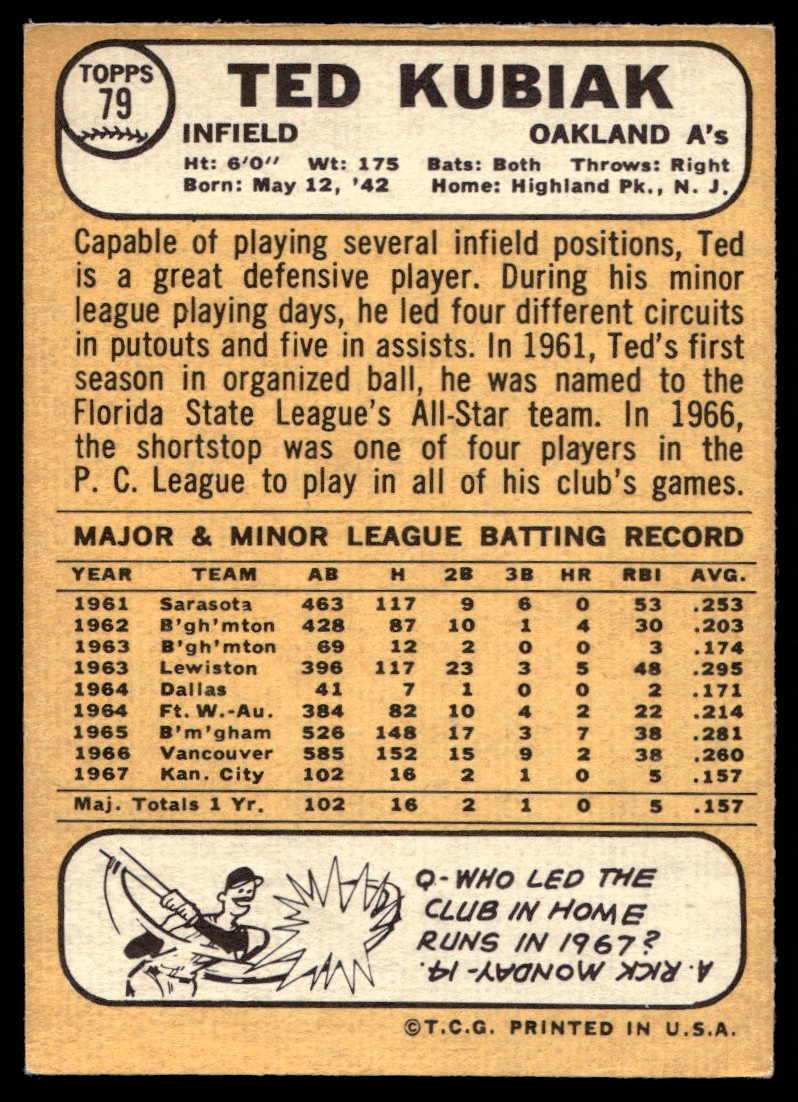 TOPPS
79
TED KUBIAK
INFIELD OAKLAND A's
Ht: 6'0" Wt: 175 Bats: Both Throws: Right
Born: May 12, '42 Home: Highland Pk., N. J.
Capable of playing several infield positions, Ted
is a great defensive player. During his minor
league playing days, he led four different circuits
in putouts and five in assists. In 1961, Ted's first
season in organized ball, he was named to the
Florida State League's All-Star team. In 1966,
the shortstop was one of four players in the
P. C. League to play in all of his club's games.
MAJOR & MINOR LEAGUE BATTING RECORD
YEAR TEAM AB H 2B 3B HR RBI AVG.
1961 Sarasota 463 117 9 6 0 53 .253
1962 B'gh'mton 428 87 10 1 4 30 .203
1963 B'gh'mton 69 12 2 0 0 3 .174
1963 Lewiston 396 117 23 3 5 48 .295
1964 Dallas 41 7 1 0 0 2 .171
1964 Ft. W.-Au. 384 82 10 4 2 22 .214
1965 B'm'gham 526 148 17 3 7 38 .281
1966 Vancouver 585 152 15 9 2 38 .260
1967 Kan. City 102 16 2 1 0 5 .157
Maj. Totals 1 Yr. 102 16 2 1 0 5 .157
Q-WHO LED THE
CLUB IN HOME
RUNS IN 1967?
A. RICK MONDAY-14.
©T.C.G. PRINTED IN U.S.A.